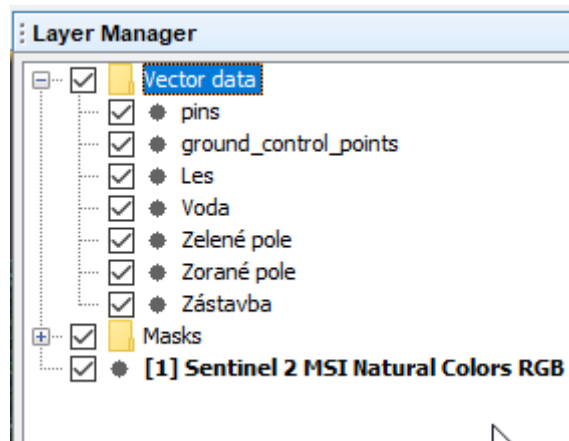 Layer Manager
Vector data
pins
ground_control_points
Les
Voda
Zelené pole
Zorané pole
Zástavba
Masks
[1] Sentinel 2 MSI Natural Colors RGB